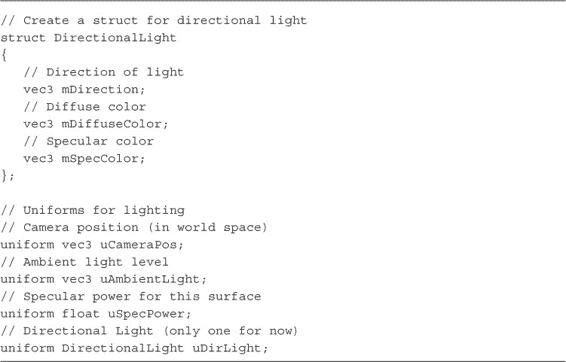 // Create a struct for directional light
struct DirectionalLight
{
   // Direction of light
   vec3 mDirection;
   // Diffuse color
   vec3 mDiffuseColor;
   // Specular color
   vec3 mSpecColor;
};

// Uniforms for lighting
// Camera position (in world space)
uniform vec3 uCameraPos;
// Ambient light level
uniform vec3 uAmbientLight;
// Specular power for this surface
uniform float uSpecPower;
// Directional Light (only one for now)
uniform DirectionalLight uDirLight;